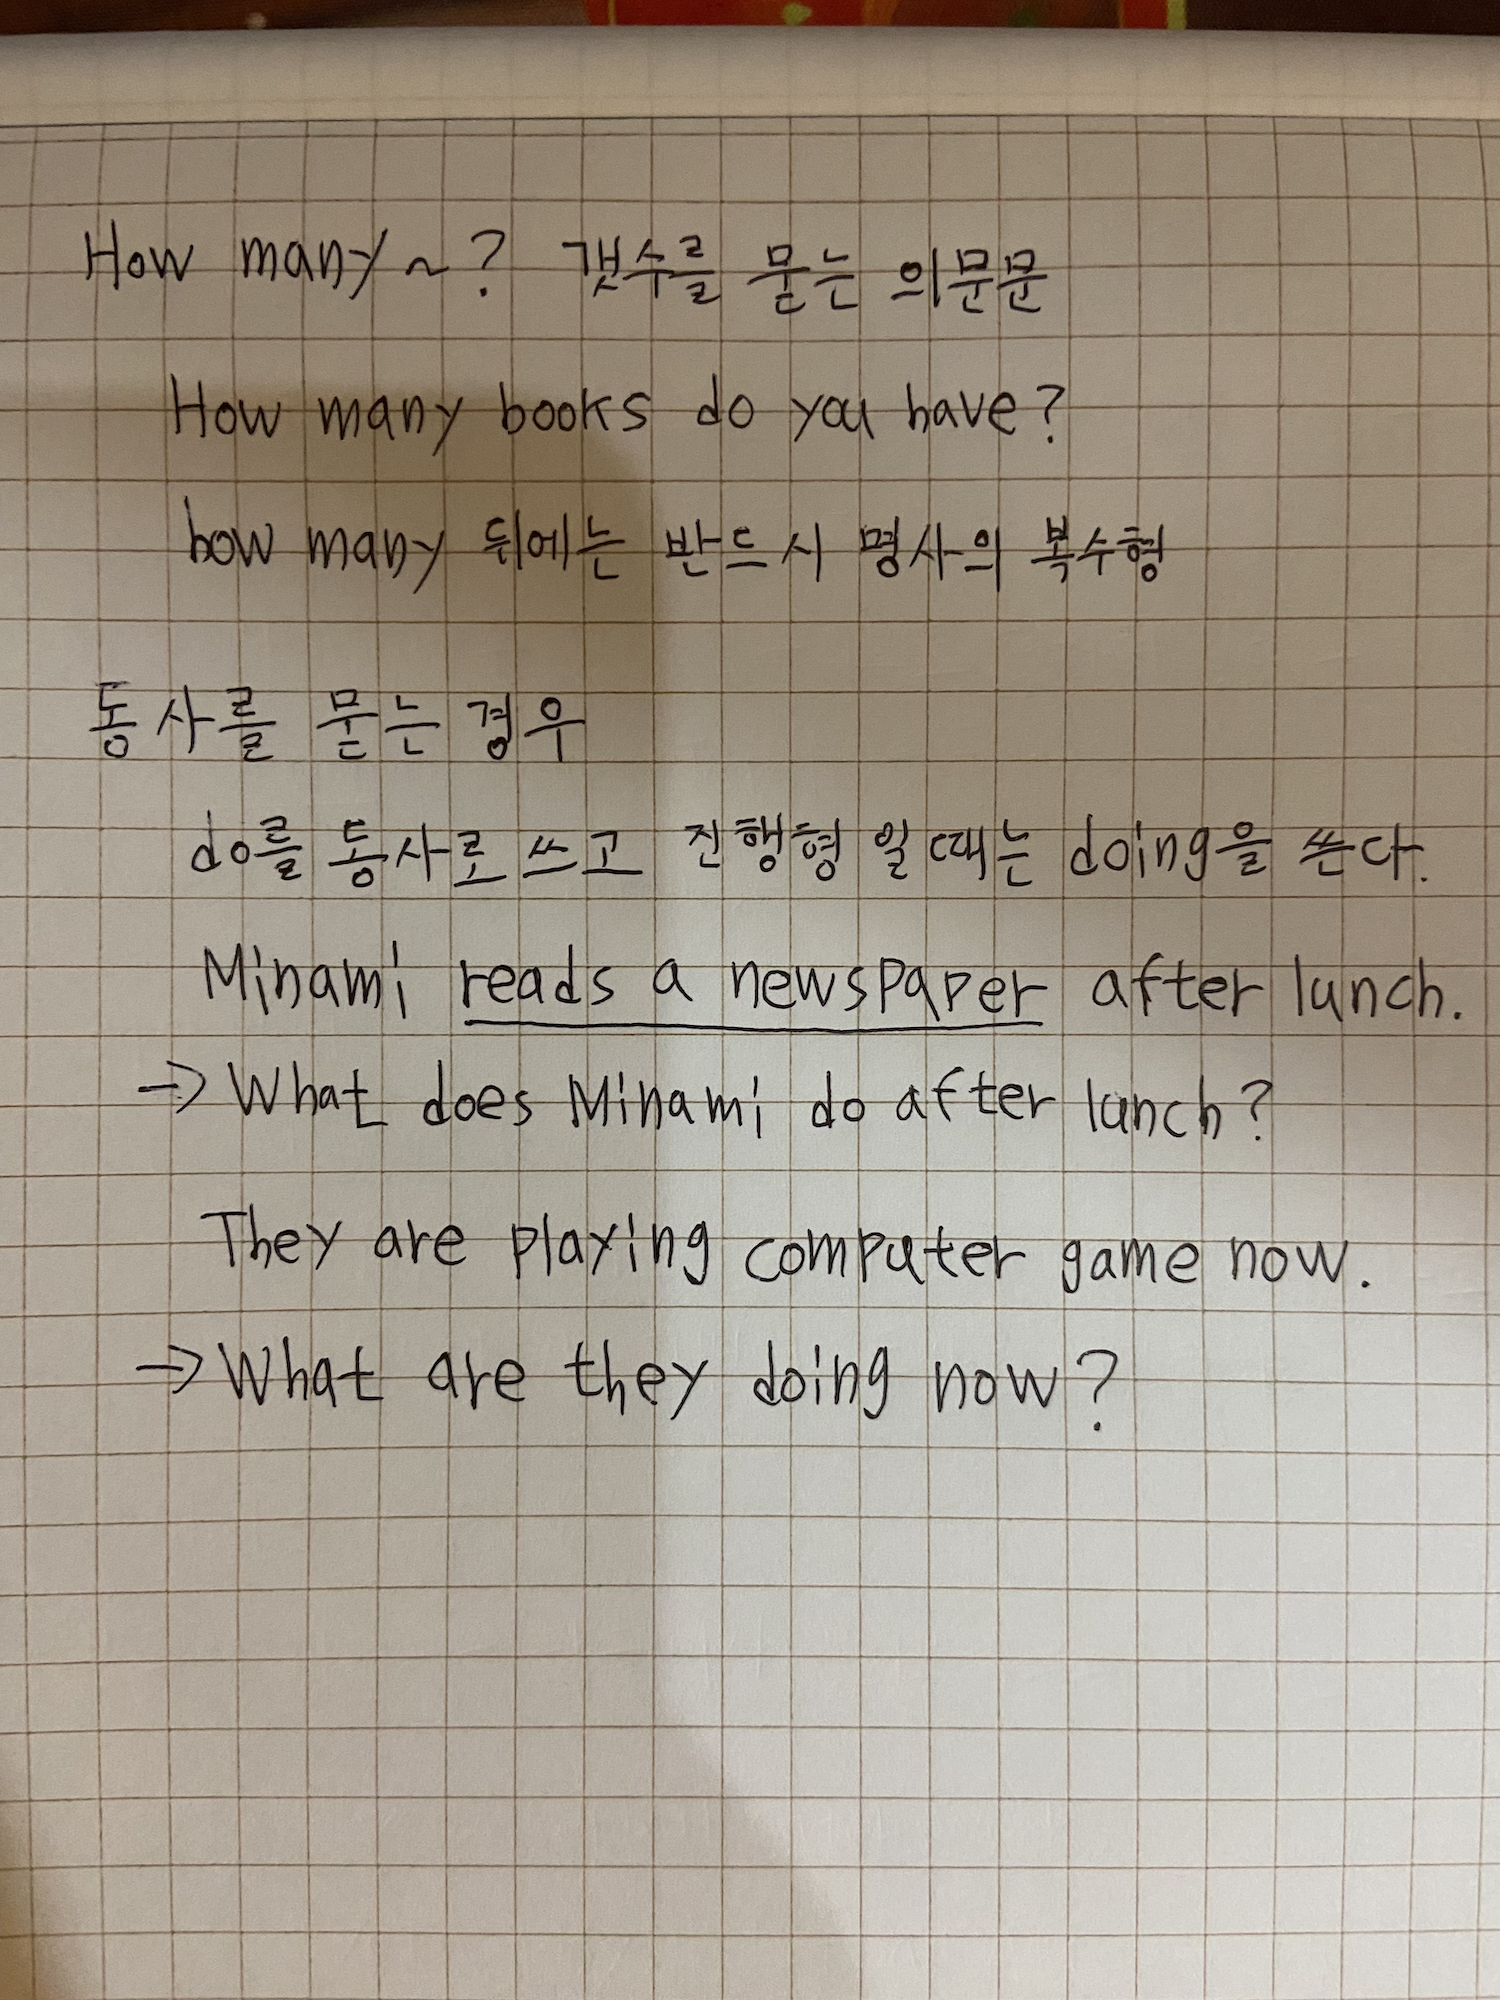 How many ~ ? 갯수를 묻는 의문문
How many books do you have?
how many 뒤에는 반드시 명사의 복수형
동사를 묻는 경우
do를 동사로 쓰고 진행형 일때는 doing을 쓴다.
Minami reads a newspaper after lunch.
→ What does Minami do after lunch?
They are playing computer game now.
→ What are they doing now?